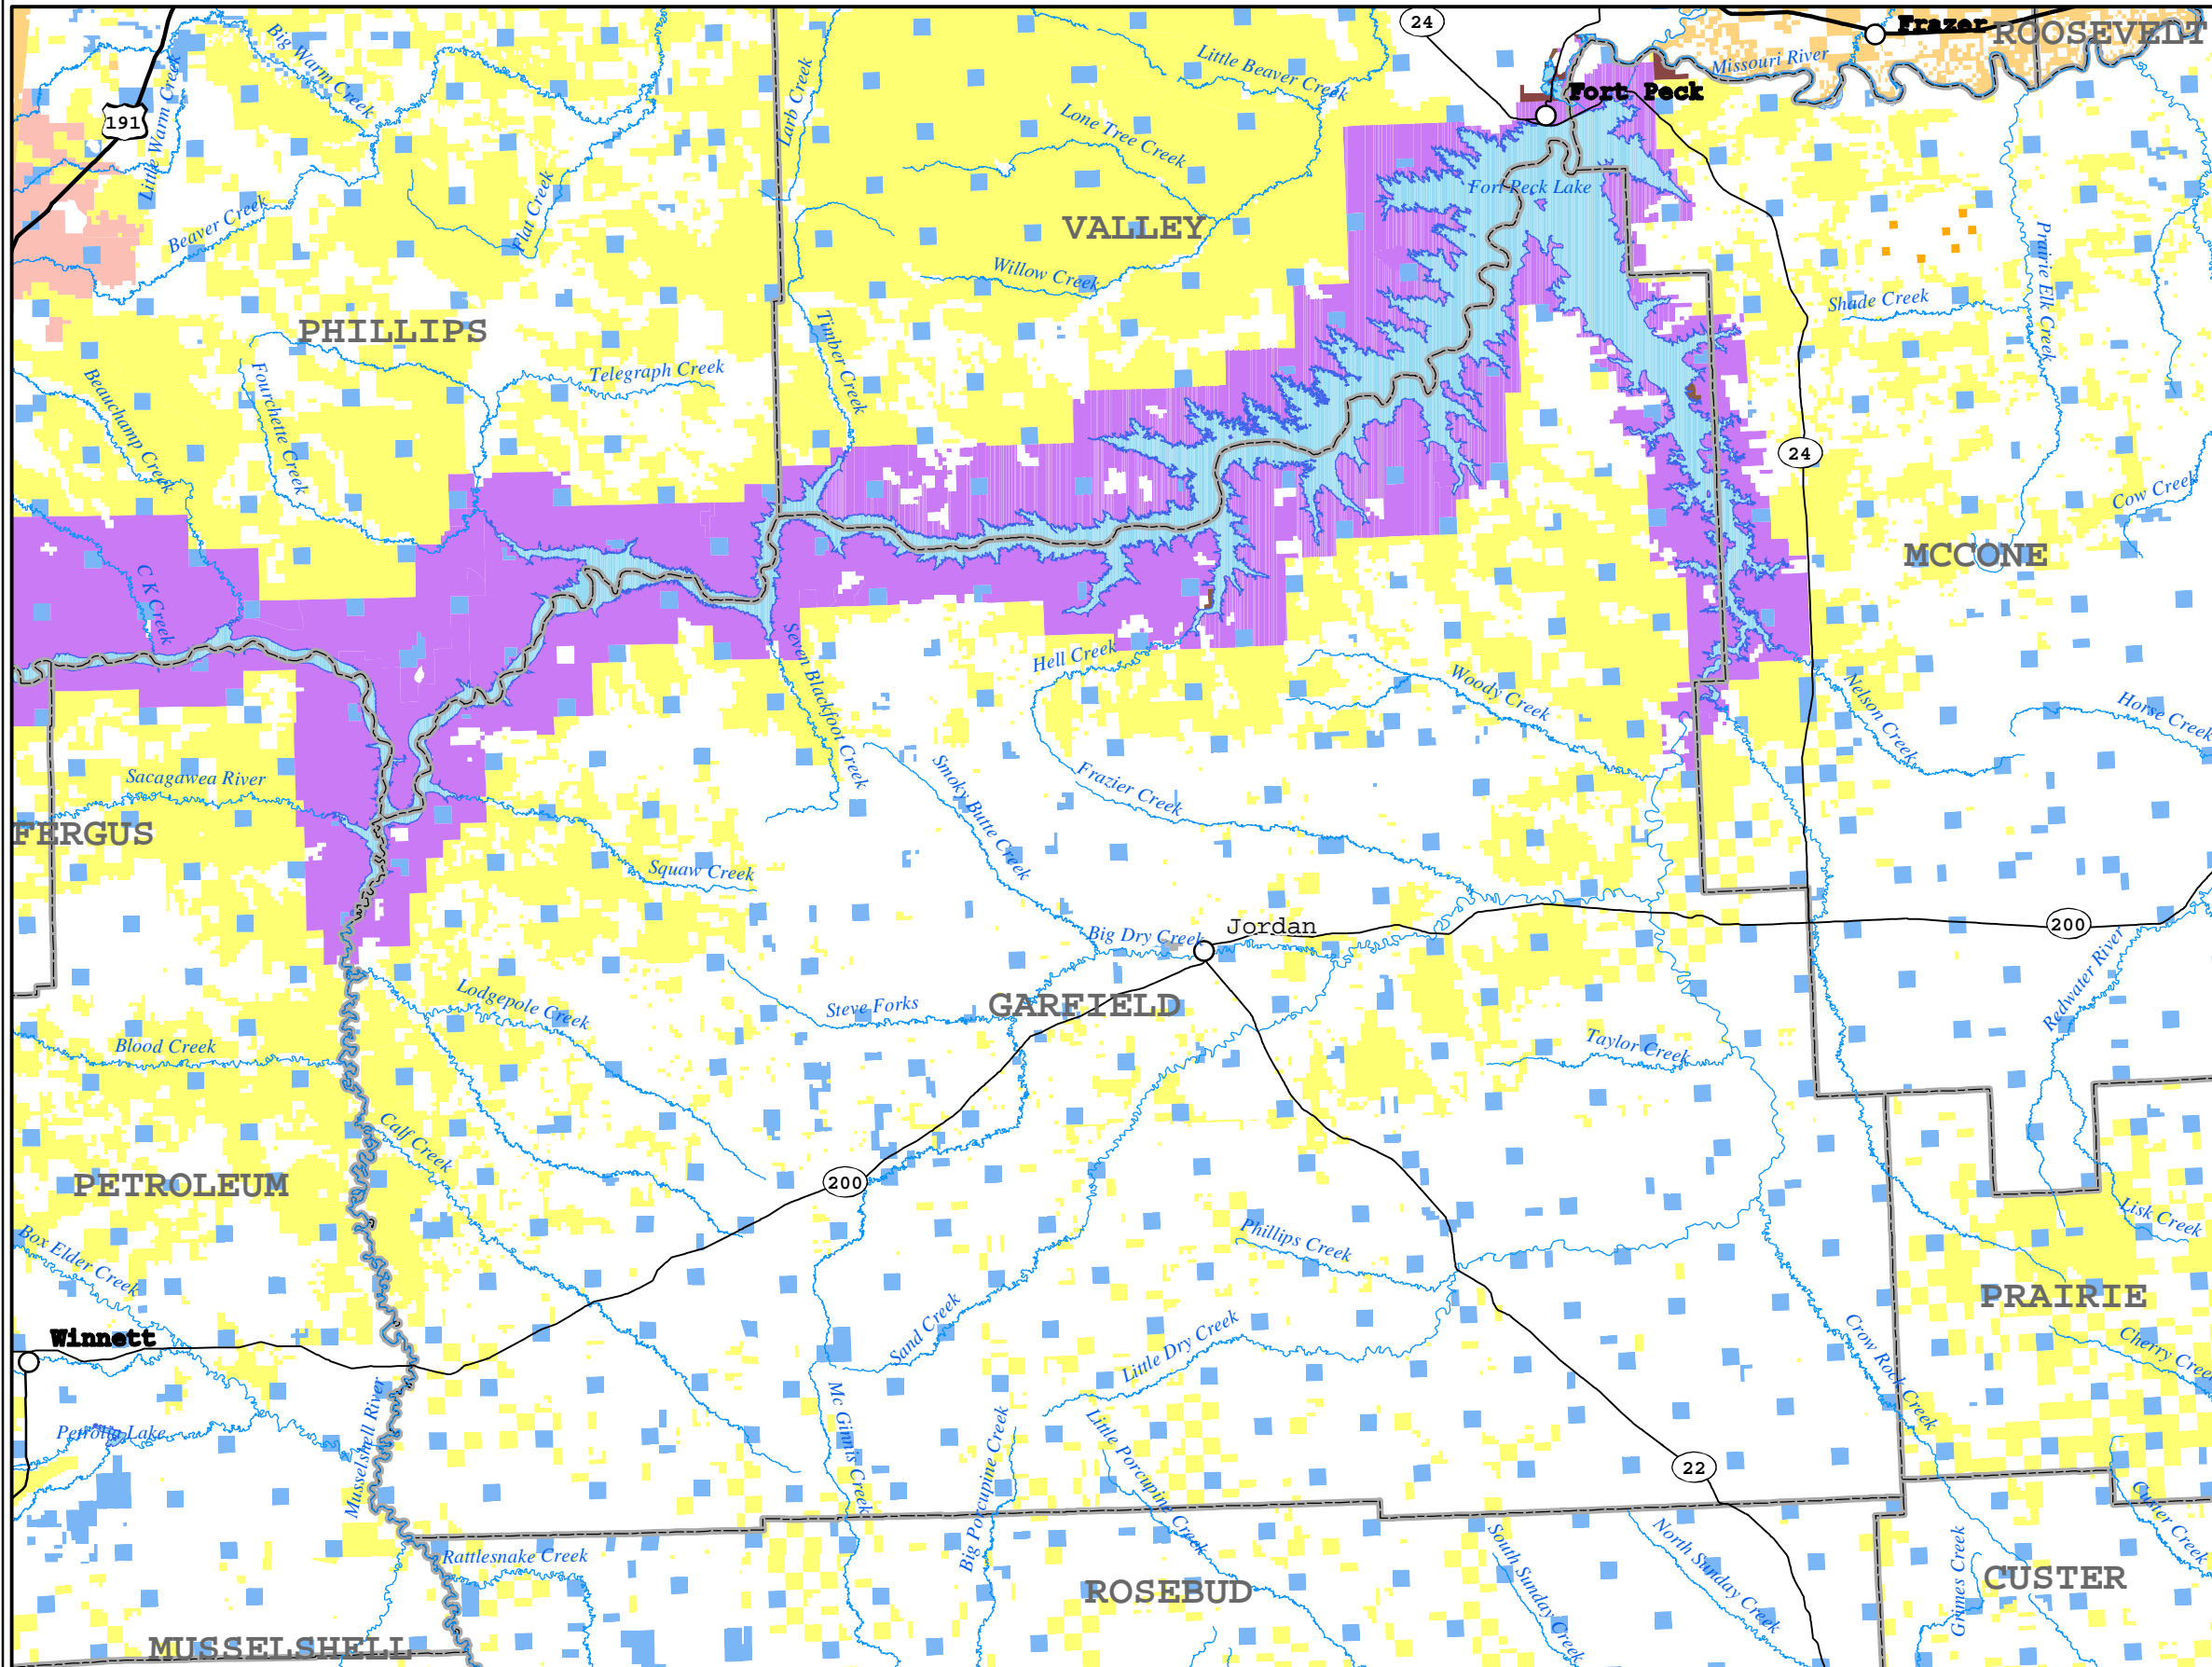 24
Frazer
ROOSEVELT
Big Warm Creek
Little Beaver Creek
Missouri River
Fort Peck
191
Little Warm Creek
Larb Creek
Lone Tree Creek
Fort Peck Lake
Beaver Creek
Flat Creek
VALLEY
Willow Creek
Prairie Elk Creek
Shade Creek
PHILLIPS
Timber Creek
Telegraph Creek
Beauchamp Creek
Fourchette Creek
24
Cow Creek
MCCONE
C K Creek
Seven Blackfoot Creek
Hell Creek
Woody Creek
Nelson Creek
Horse Creek
Sacagawea River
Smoky Butte Creek
Frazier Creek
FERGUS
Squaw Creek
Jordan
Big Dry Creek
200
Redwater River
Lodgepole Creek
Steve Forks
GARFIELD
Blood Creek
Taylor Creek
Calf Creek
PETROLEUM
200
Lisk Creek
Phillips Creek
Box Elder Creek
PRAIRIE
Winnett
Sand Creek
Little Dry Creek
Crow Rock Creek
Cherry Cree
Petrolia Lake
Musselshell River
Mc Ginnis Creek
Big Porcupine Creek
Little Porcupine Creek
22
Custer Creek
Rattlesnake Creek
South Sunday Creek
North Sunday Creek
Grimes Creek
CUSTER
ROSEBUD
MUSSELSHELL